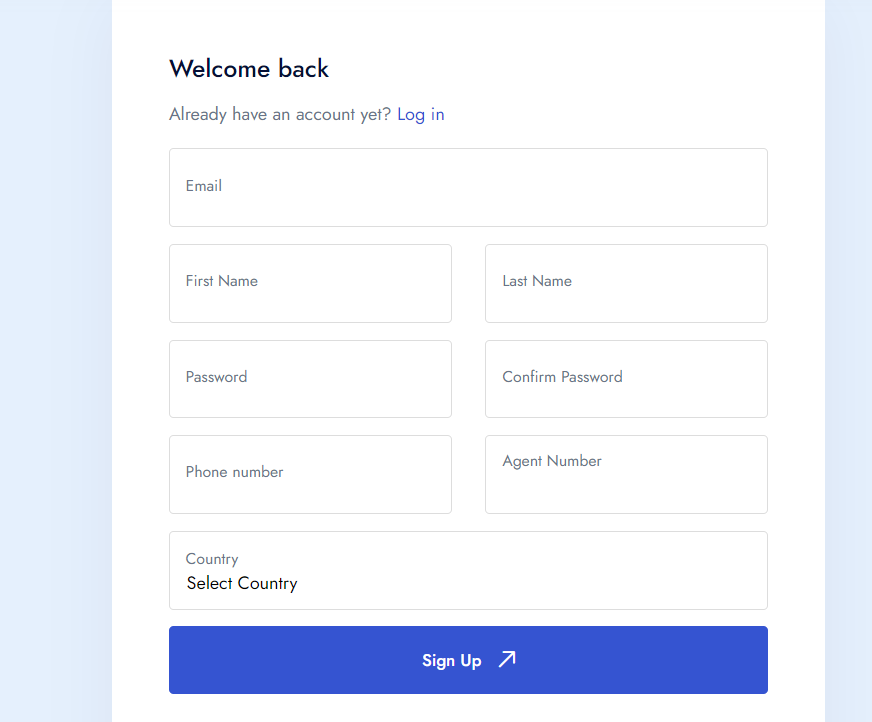 Welcome back
Already have an account yet? Log in
Email
First Name
Last Name
Password
Confirm Password
Phone number
Agent Number
Country
Select Country
Sign Up